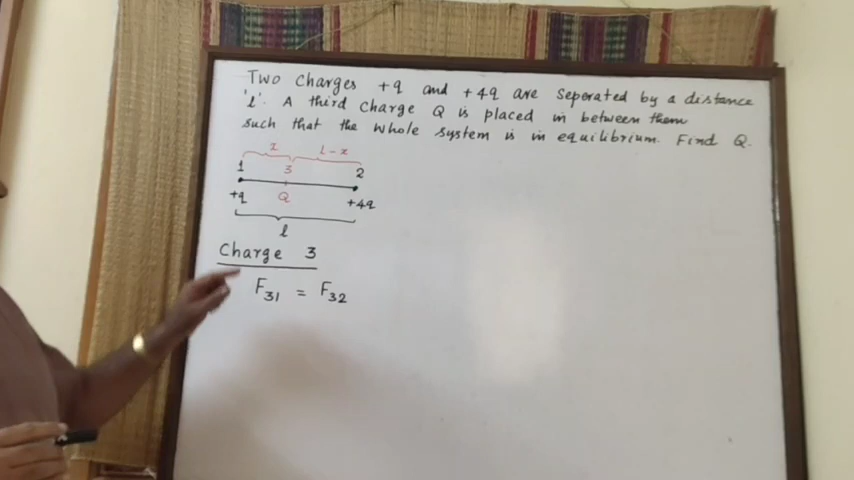 Two Charges +q and +4q are Seperated by a distance
'l'. A third Charge Q is placed in between them
such that the whole system is in equilibrium. Find Q.
x l-x
1 3 2
+q Q +4q
l
Charge 3
F31 = F32